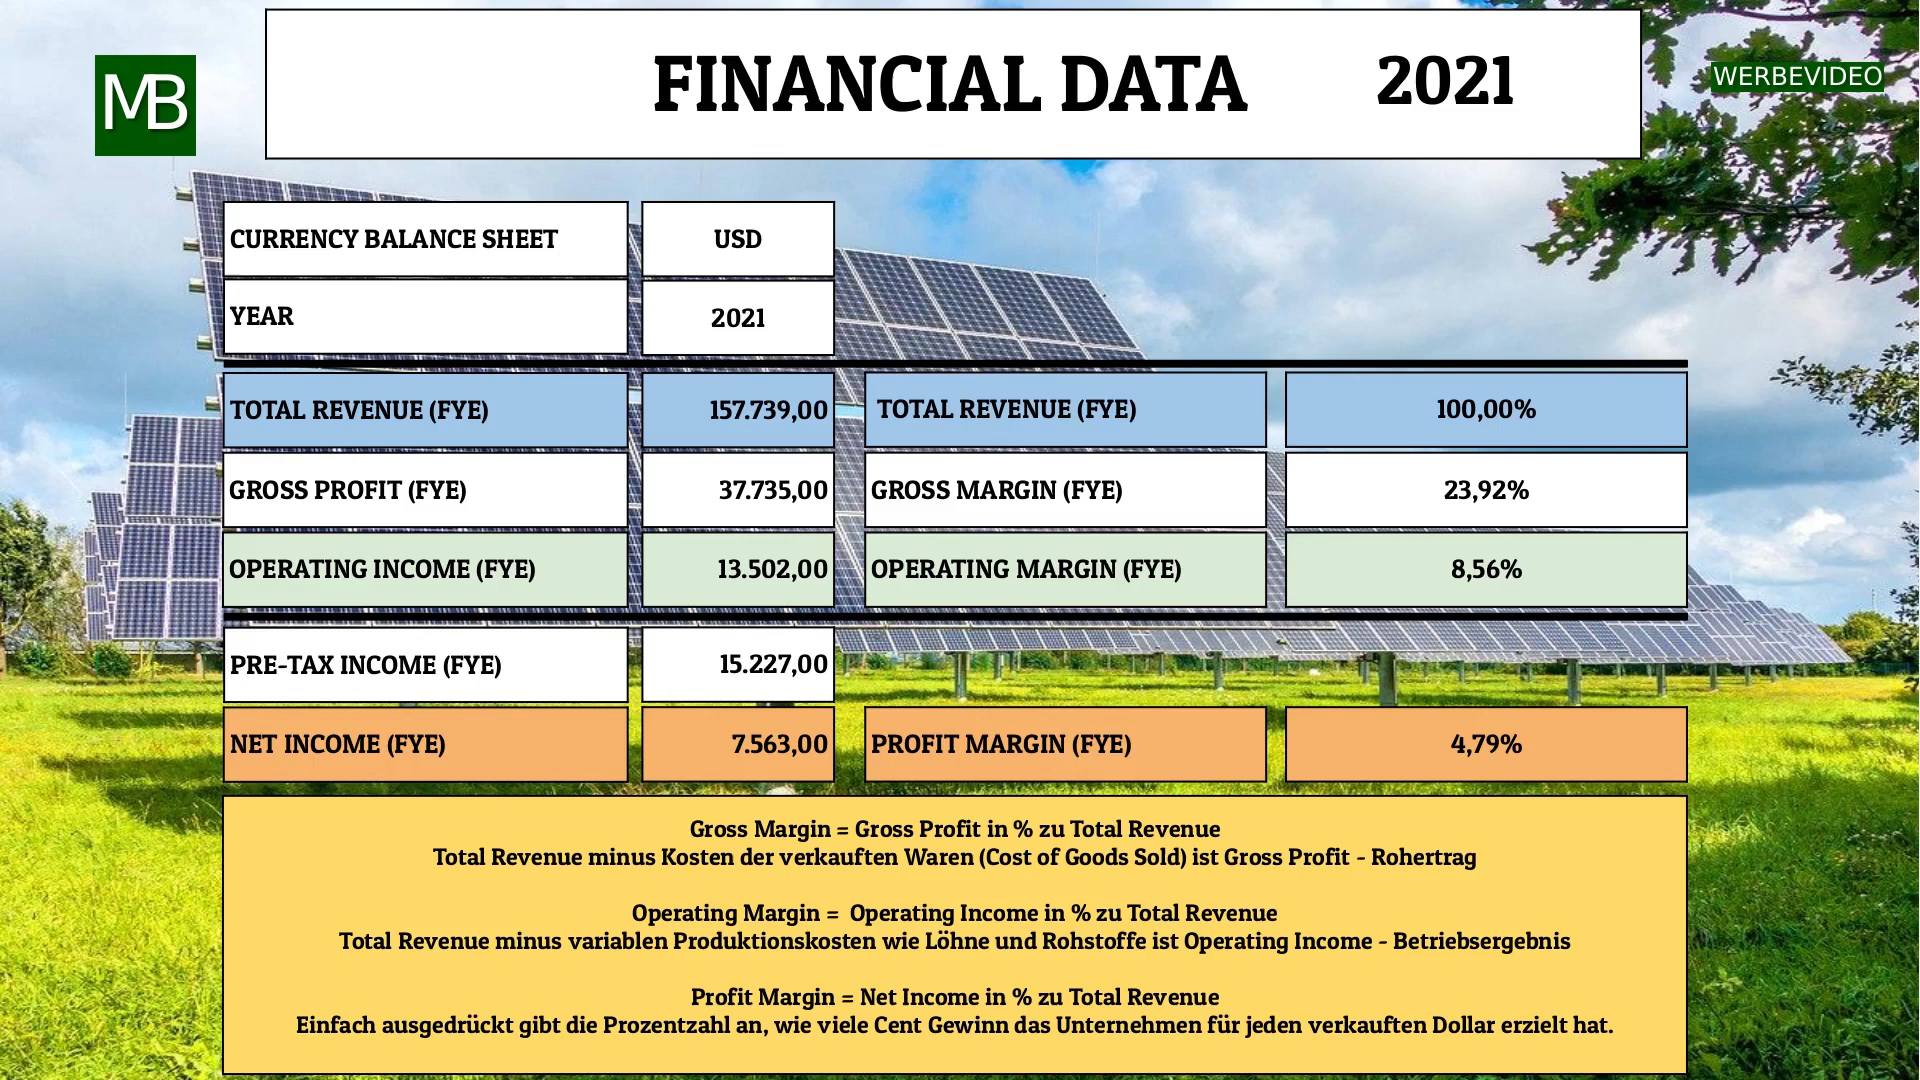 MB
FINANCIAL DATA 2021
WERBEVIDEO
CURRENCY BALANCE SHEET USD
YEAR 2021
TOTAL REVENUE (FYE) 157.739,00 TOTAL REVENUE (FYE) 100,00%
GROSS PROFIT (FYE) 37.735,00 GROSS MARGIN (FYE) 23,92%
OPERATING INCOME (FYE) 13.502,00 OPERATING MARGIN (FYE) 8,56%
PRE-TAX INCOME (FYE) 15.227,00
NET INCOME (FYE) 7.563,00 PROFIT MARGIN (FYE) 4,79%
Gross Margin = Gross Profit in % zu Total Revenue
Total Revenue minus Kosten der verkauften Waren (Cost of Goods Sold) ist Gross Profit - Rohertrag
Operating Margin = Operating Income in % zu Total Revenue
Total Revenue minus variablen Produktionskosten wie Löhne und Rohstoffe ist Operating Income - Betriebsergebnis
Profit Margin = Net Income in % zu Total Revenue
Einfach ausgedrückt gibt die Prozentzahl an, wie viele Cent Gewinn das Unternehmen für jeden verkauften Dollar erzielt hat.